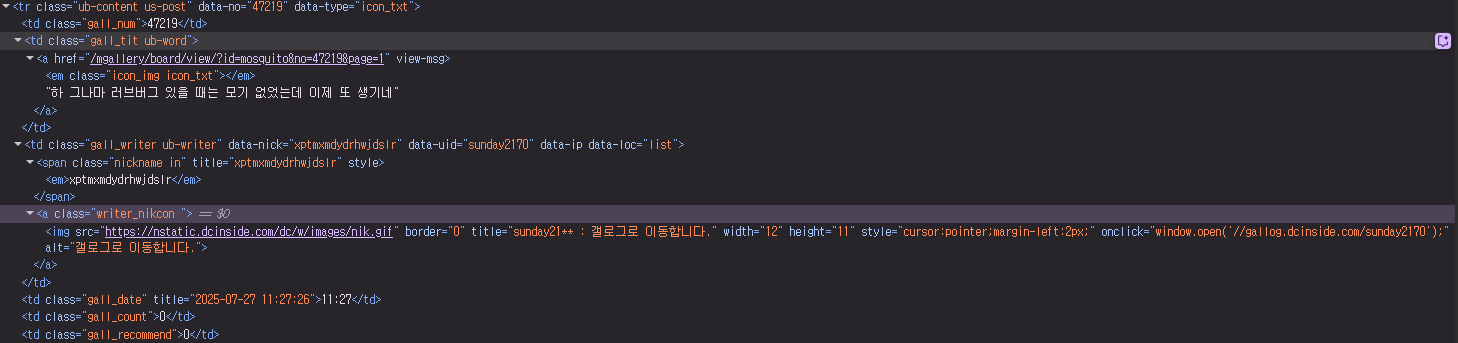 ▼<tr class="ub-content us-post" data-no="47219" data-type="icon_txt">
<td class="gall_num">47219</td>
▼<td class="gall_tit ub-word">
▼<a href="/mgallery/board/view/?id=mosquito&no=47219&page=1" view-msg>
<em class="icon_img icon_txt"></em>
"하 그나마 러브버그 있을 때는 모기 없었는데 이제 또 생기네"
</a>
</td>
▼<td class="gall_writer ub-writer" data-nick="xptmxmdydrhwjdslr" data-uid="sunday2170" data-ip data-loc="list">
▼<span class="nickname in" title="xptmxmdydrhwjdslr" style>
<em>xptmxmdydrhwjdslr</em>
</span>
▼<a class="writer_nikcon "> == $0
<img src="https://nstatic.dcinside.com/dc/w/images/nik.gif" border="0" title="sunday21** : 갤로그로 이동합니다." width="12" height="11" style="cursor:pointer;margin-left:2px;" onclick="window.open('//gallog.dcinside.com/sunday2170');"
alt="갤로그로 이동합니다.">
</a>
</td>
<td class="gall_date" title="2025-07-27 11:27:26">11:27</td>
<td class="gall_count">0</td>
<td class="gall_recommend">0</td>